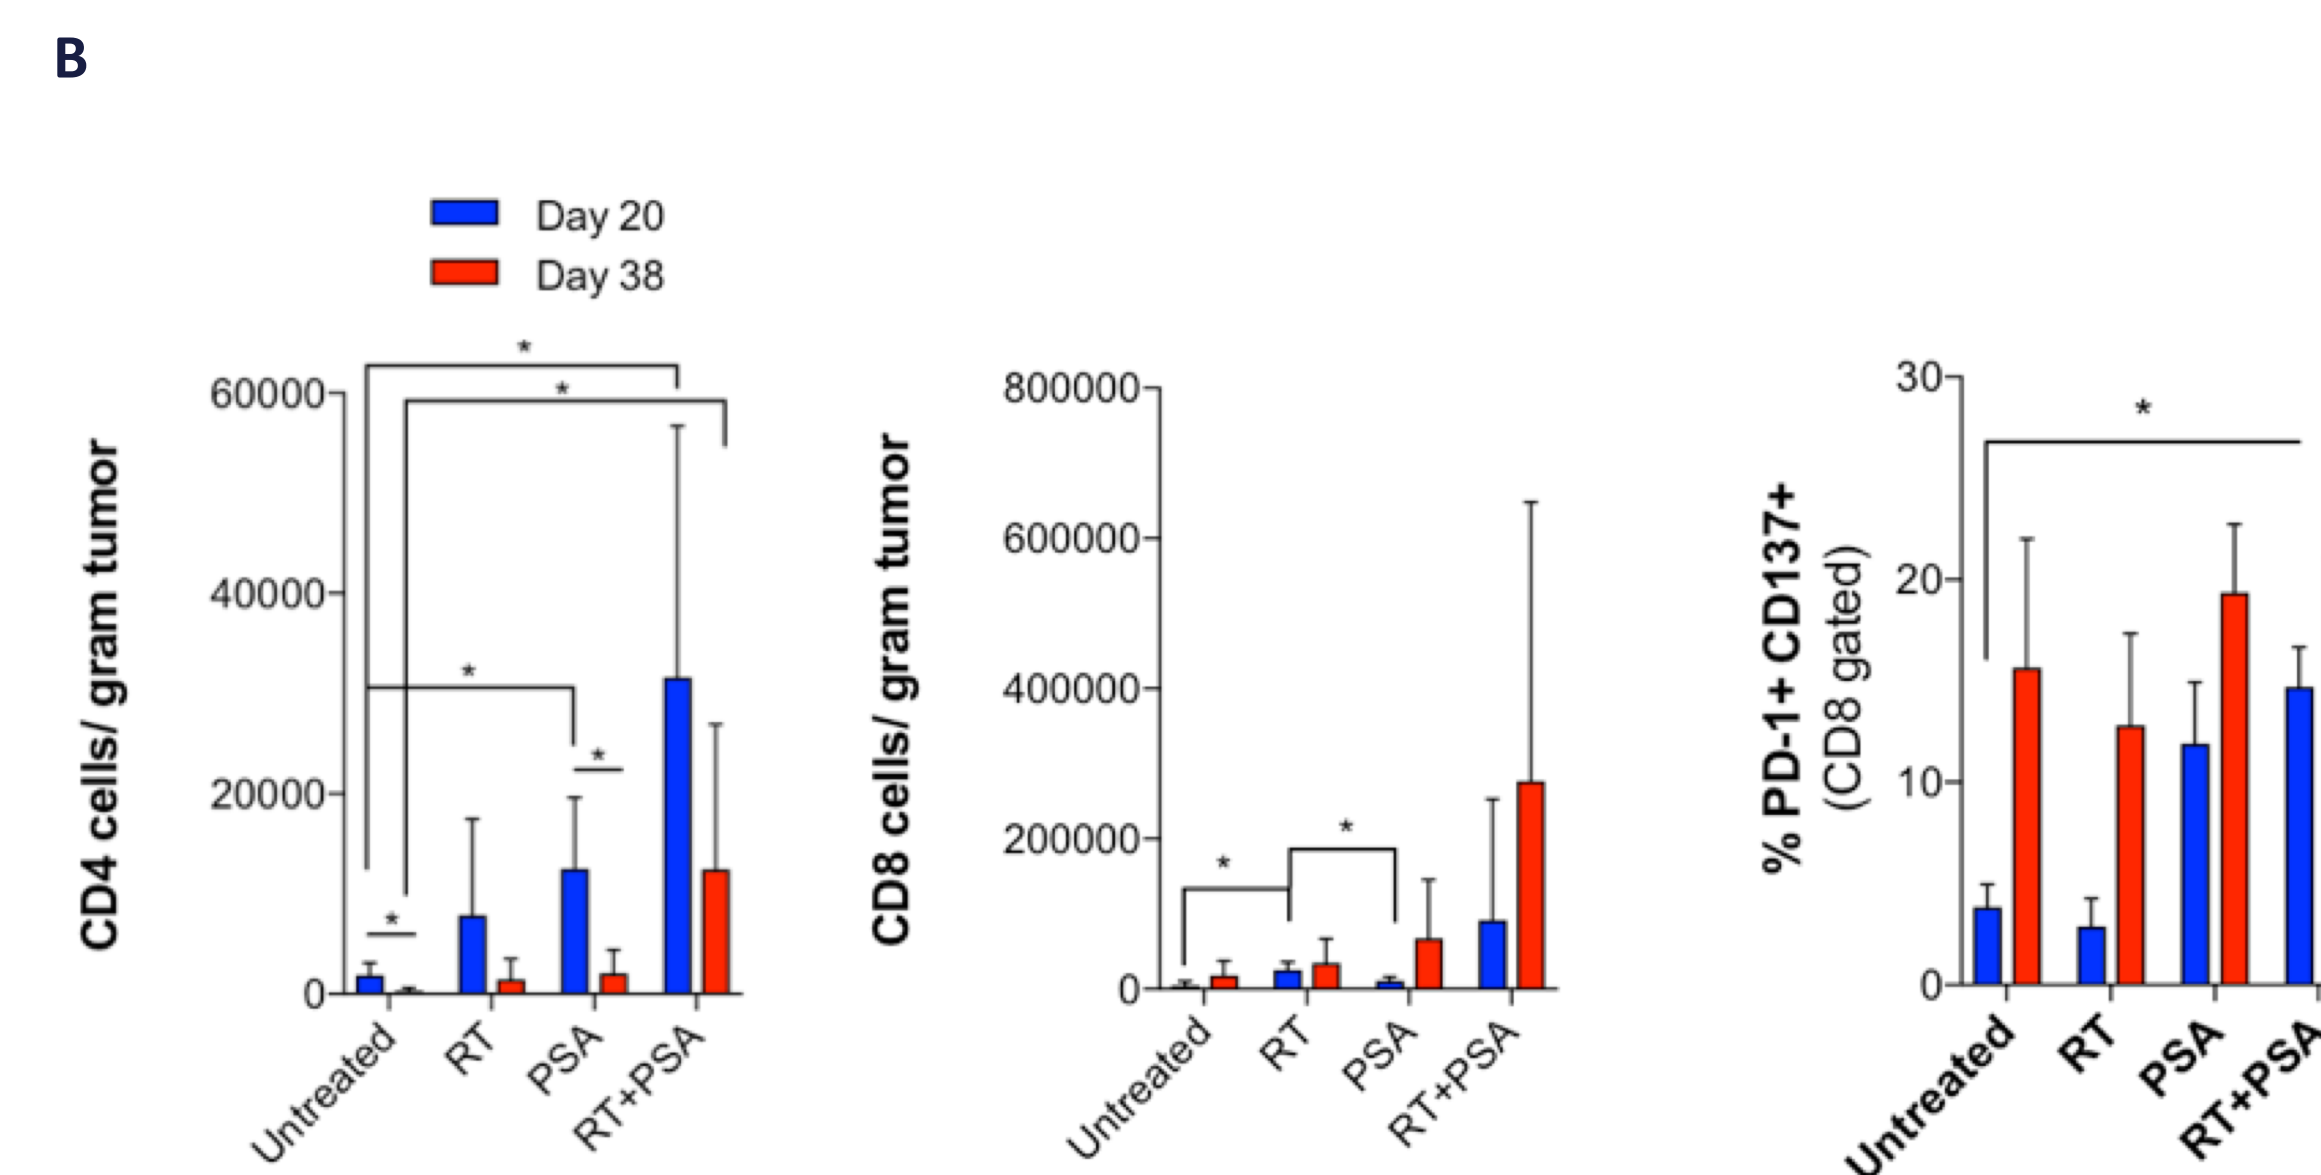 B
Day 20
Day 38
CD4 cells/ gram tumor
60000
40000
20000
0
*
*
*
*
*
Untreated
RT
PSA
RT+PSA
CD8 cells/ gram tumor
800000
600000
400000
200000
0
*
*
Untreated
RT
PSA
RT+PSA
% PD-1+ CD137+
(CD8 gated)
30
20
10
0
*
Untreated
RT
PSA
RT+PSA